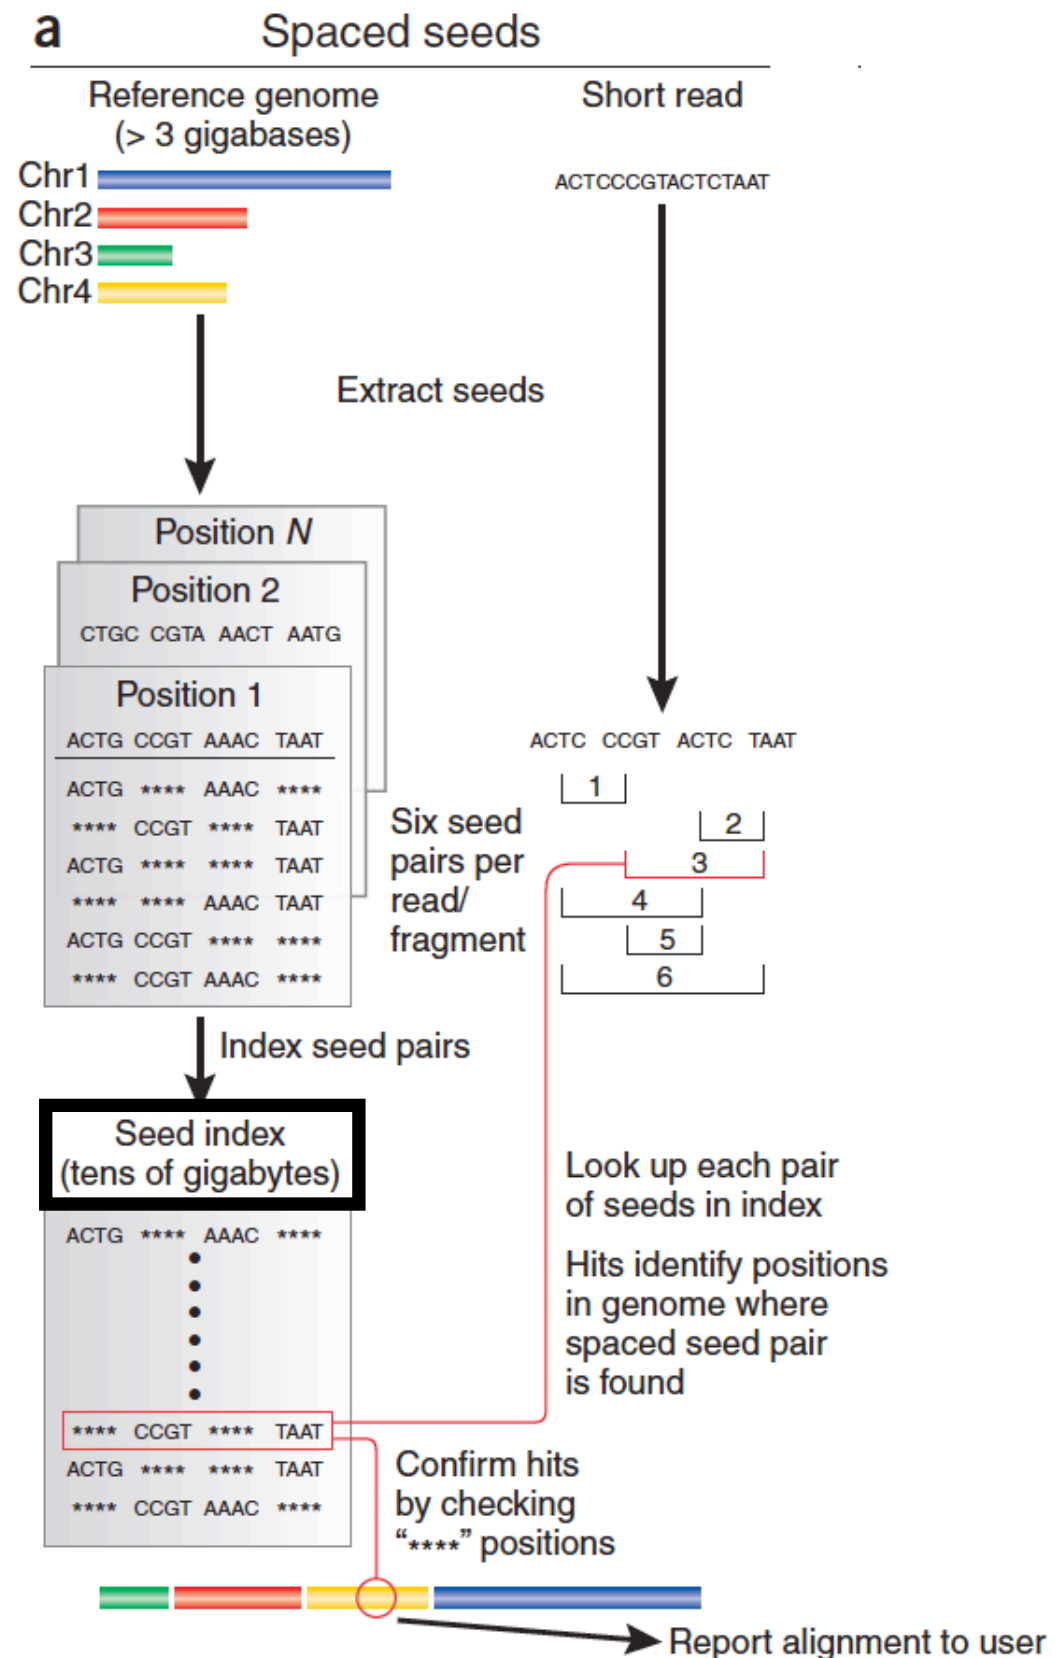 a Spaced seeds
Reference genome
(> 3 gigabases)
Short read
Chr1
Chr2
Chr3
Chr4
ACTCCCGTACTCTAAT
Extract seeds
Position N
Position 2
CTGC CGTA AACT AATG
Position 1
ACTG CCGT AAAC TAAT
ACTG **** AAAC ****
**** CCGT **** TAAT
ACTG **** **** TAAT
**** **** AAAC TAAT
ACTG CCGT **** ****
**** CCGT AAAC ****
ACTC CCGT ACTC TAAT
1
2
3
4
5
6
Six seed
pairs per
read/
fragment
Index seed pairs
Seed index
(tens of gigabytes)
ACTG **** AAAC ****
**** CCGT **** TAAT
ACTG **** **** TAAT
**** CCGT AAAC ****
Look up each pair
of seeds in index
Hits identify positions
in genome where
spaced seed pair
is found
Confirm hits
by checking
“****” positions
Report alignment to user